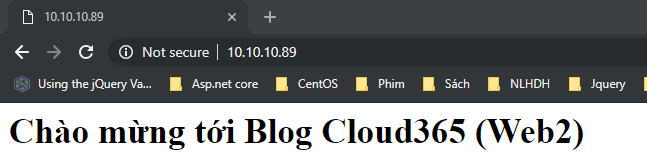 10.10.10.89
Not secure | 10.10.10.89
Using the jQuery Va... Asp.net core CentOS Phim Sách NLHDH Jquery
Chào mừng tới Blog Cloud365 (Web2)